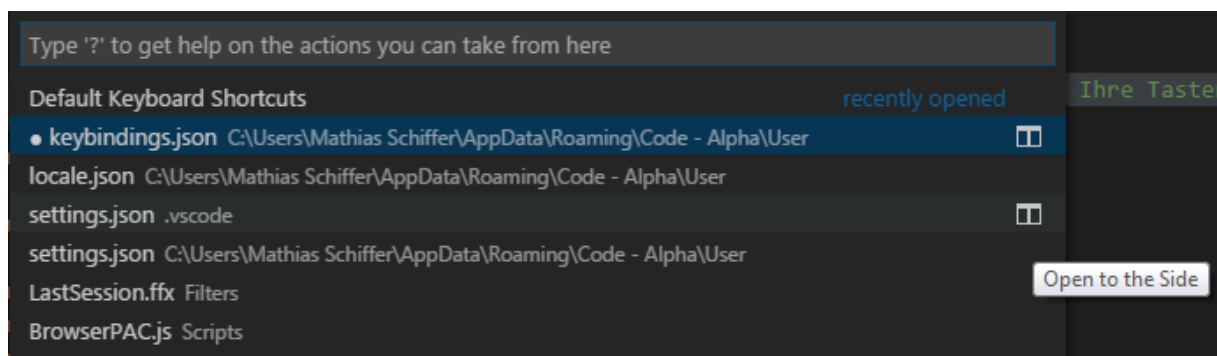 Type '?' to get help on the actions you can take from here
Default Keyboard Shortcuts recently opened
Ihre Taste
● keybindings.json C:\Users\Mathias Schiffer\AppData\Roaming\Code - Alpha\User
locale.json C:\Users\Mathias Schiffer\AppData\Roaming\Code - Alpha\User
settings.json .vscode
settings.json C:\Users\Mathias Schiffer\AppData\Roaming\Code - Alpha\User
Open to the Side
LastSession.ffx Filters
BrowserPAC.js Scripts